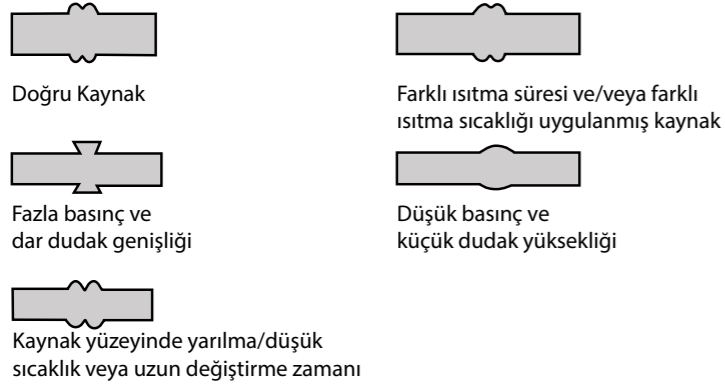 Doğru Kaynak
Farklı ısıtma süresi ve/veya farklı
ısıtma sıcaklığı uygulanmış kaynak
Fazla basınç ve
dar dudak genişliği
Düşük basınç ve
küçük dudak yüksekliği
Kaynak yüzeyinde yarılma/düşük
sıcaklık veya uzun değiştirme zamanı